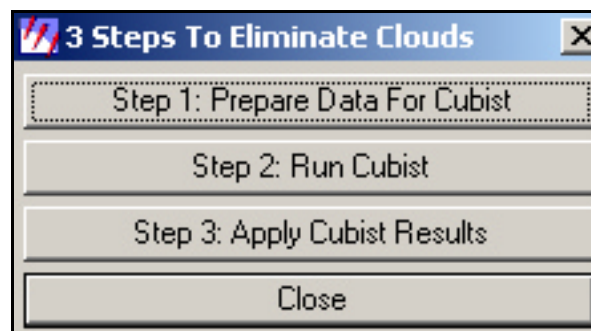 3 Steps To Eliminate Clouds
Step 1: Prepare Data For Cubist
Step 2: Run Cubist
Step 3: Apply Cubist Results
Close